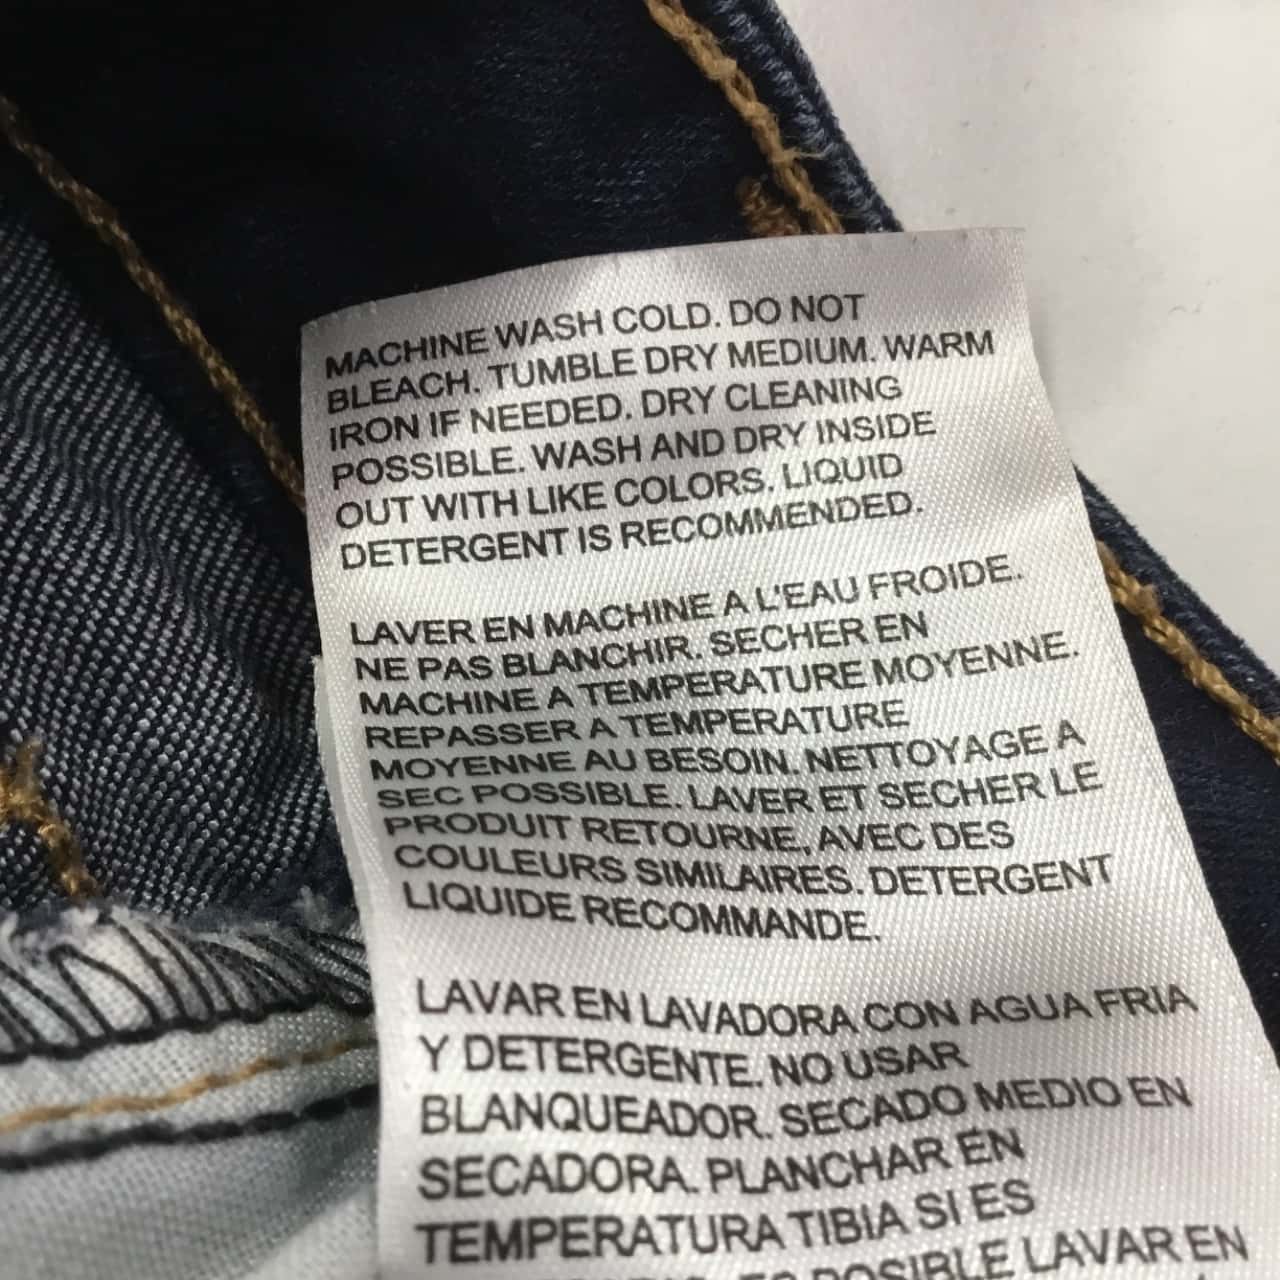 MACHINE WASH COLD. DO NOT
BLEACH. TUMBLE DRY MEDIUM. WARM
IRON IF NEEDED. DRY CLEANING
POSSIBLE. WASH AND DRY INSIDE
OUT WITH LIKE COLORS. LIQUID
DETERGENT IS RECOMMENDED.
LAVER EN MACHINE A L'EAU FROIDE.
NE PAS BLANCHIR. SECHER EN
MACHINE A TEMPERATURE MOYENNE.
REPASSER A TEMPERATURE
MOYENNE AU BESOIN. NETTOYAGE A
SEC POSSIBLE. LAVER ET SECHER LE
PRODUIT RETOURNE, AVEC DES
COULEURS SIMILAIRES. DETERGENT
LIQUIDE RECOMMANDE.
LAVAR EN LAVADORA CON AGUA FRIA
Y DETERGENTE. NO USAR
BLANQUEADOR. SECADO MEDIO EN
SECADORA. PLANCHAR EN
TEMPERATURA TIBIA SI ES
ES POSIBLE LAVAR EN